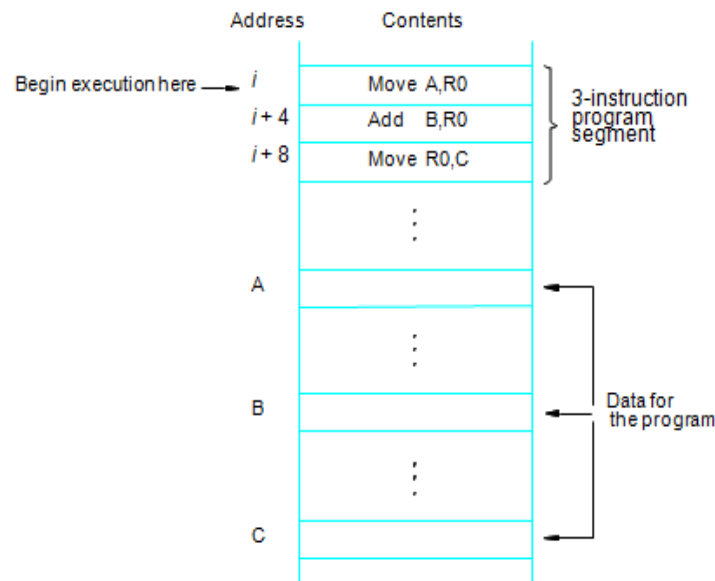 Address Contents
Begin execution here i Move A,R0
i + 4 Add B,R0
i + 8 Move R0,C
3-instruction
program
segment
A
B
C
Data for
the program